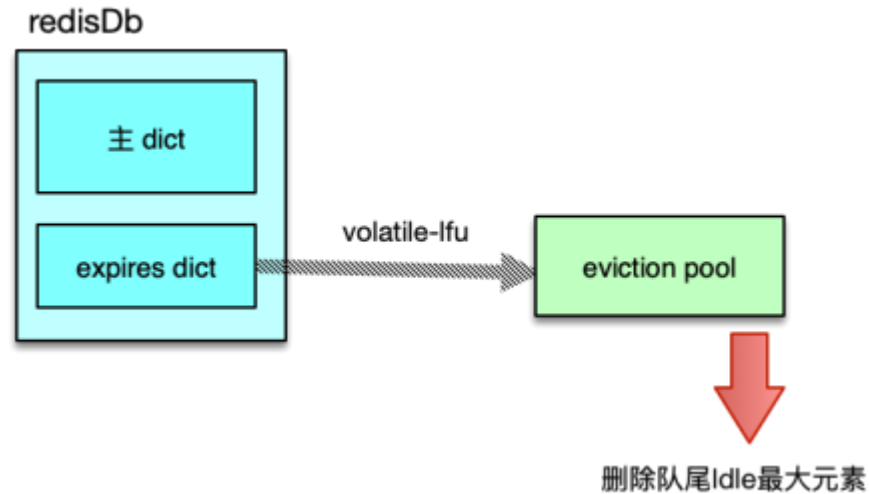 redisDb
主 dict
expires dict
volatile-lfu
eviction pool
删除队尾Idle最大元素